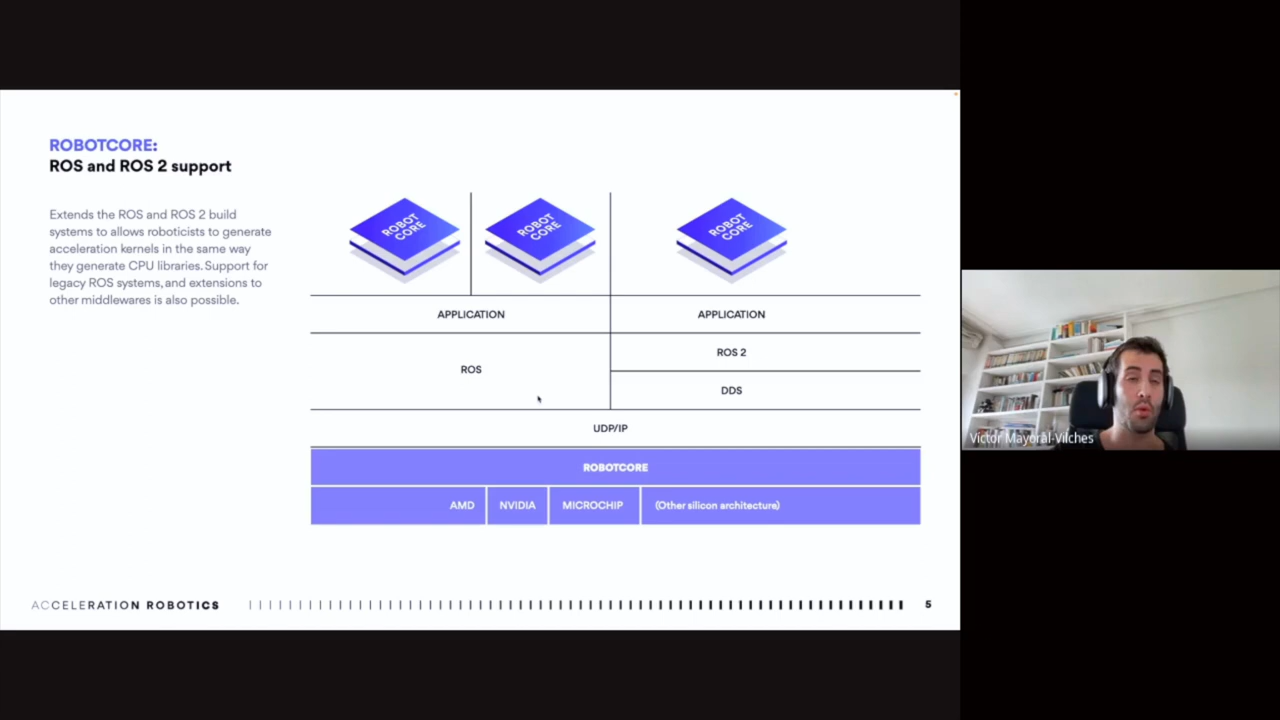 ROBOTCORE:
ROS and ROS 2 support
Extends the ROS and ROS 2 build
systems to allows roboticists to generate
acceleration kernels in the same way
they generate CPU libraries. Support for
legacy ROS systems, and extensions to
other middlewares is also possible.
ROBOT
CORE
ROBOT
CORE
ROBOT
CORE
APPLICATION
APPLICATION
ROS
ROS 2
DDS
UDP/IP
ROBOTCORE
AMD
NVIDIA
MICROCHIP
(Other silicon architecture)
ACCELERATION ROBOTICS
5
Víctor Mayoral-Vilches